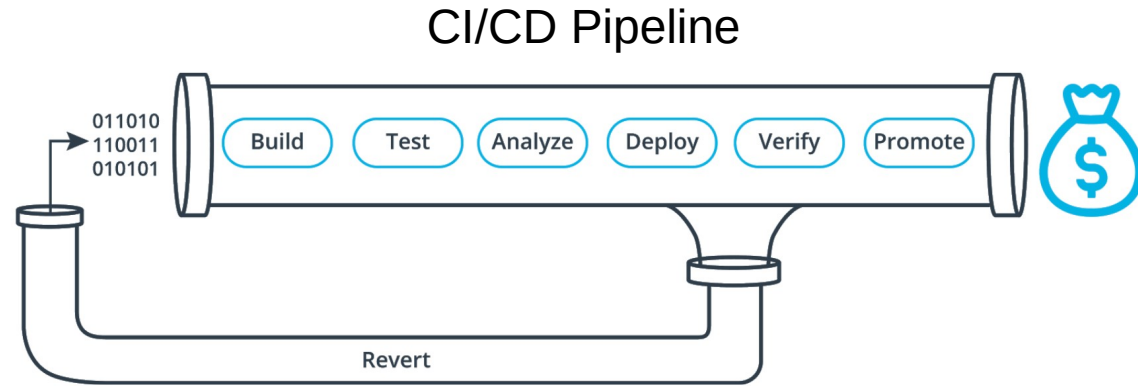 CI/CD Pipeline
011010
110011
010101
Build Test Analyze Deploy Verify Promote
$
Revert